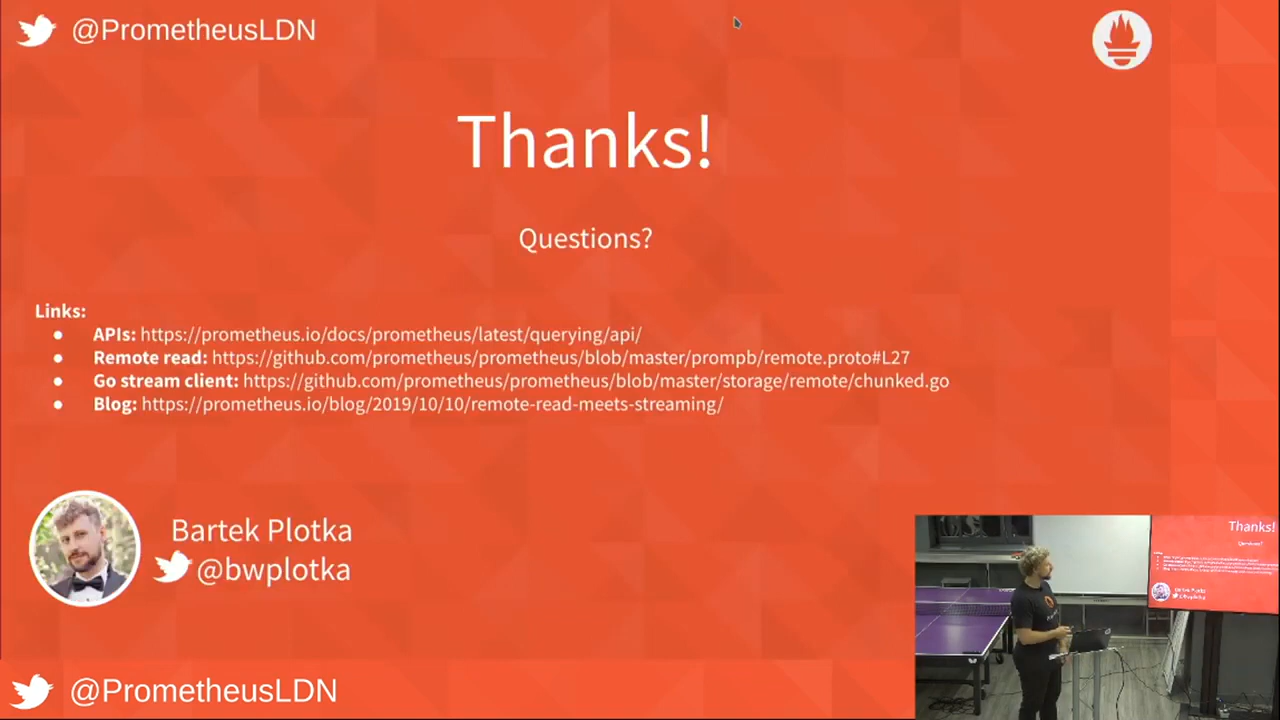 @PrometheusLDN
Thanks!
Questions?
Links:
● APIs: https://prometheus.io/docs/prometheus/latest/querying/api/
● Remote read: https://github.com/prometheus/prometheus/blob/master/prompb/remote.proto#L27
● Go stream client: https://github.com/prometheus/prometheus/blob/master/storage/remote/chunked.go
● Blog: https://prometheus.io/blog/2019/10/10/remote-read-meets-streaming/
Bartek Plotka
@bwplotka
Thanks!
Questions?
@PrometheusLDN